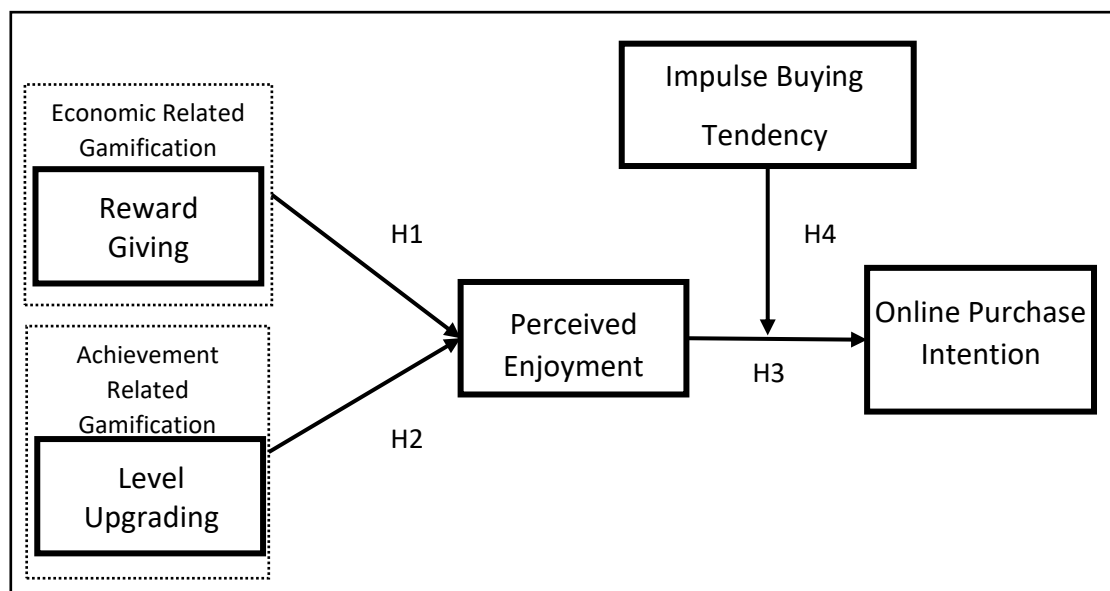 Economic Related
Gamification
Reward
Giving
Achievement
Related
Gamification
Level
Upgrading
H1
H2
Perceived
Enjoyment
Impulse Buying
Tendency
H4
H3
Online Purchase
Intention